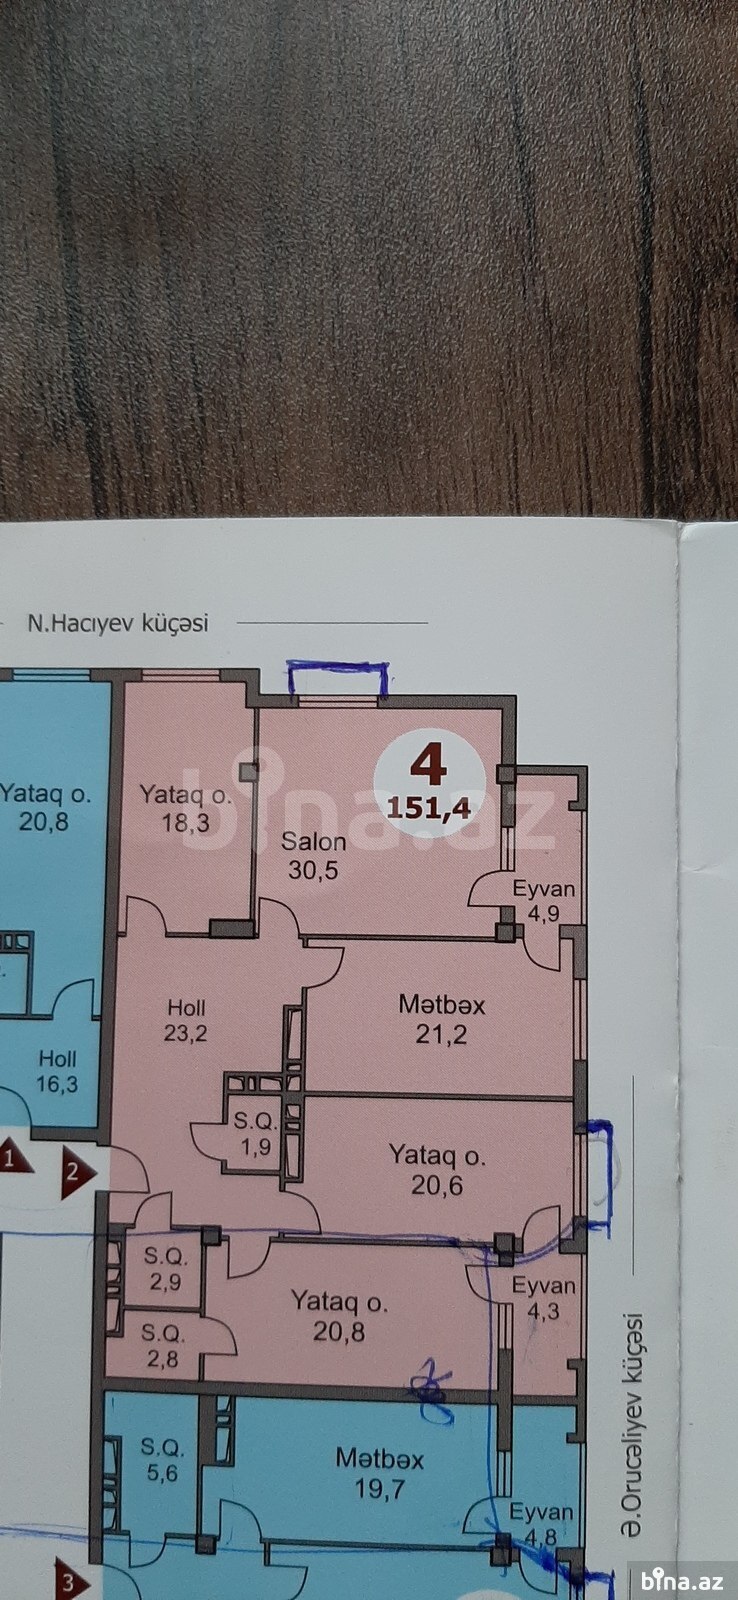 N.Hacıyev küçəsi
Yataq o.
20,8
Yataq o.
18,3
4
151,4
Salon
30,5
Eyvan
4,9
bina.az
Holl
23,2
Mətbəx
21,2
Holl
16,3
S.Q.
1,9
Yataq o.
20,6
1
2
S.Q.
2,9
Yataq o.
20,8
Eyvan
4,3
S.Q.
2,8
Ə.Orucəliyev küçəsi
S.Q.
5,6
Mətbəx
19,7
Eyvan
4,8
3
bina.az